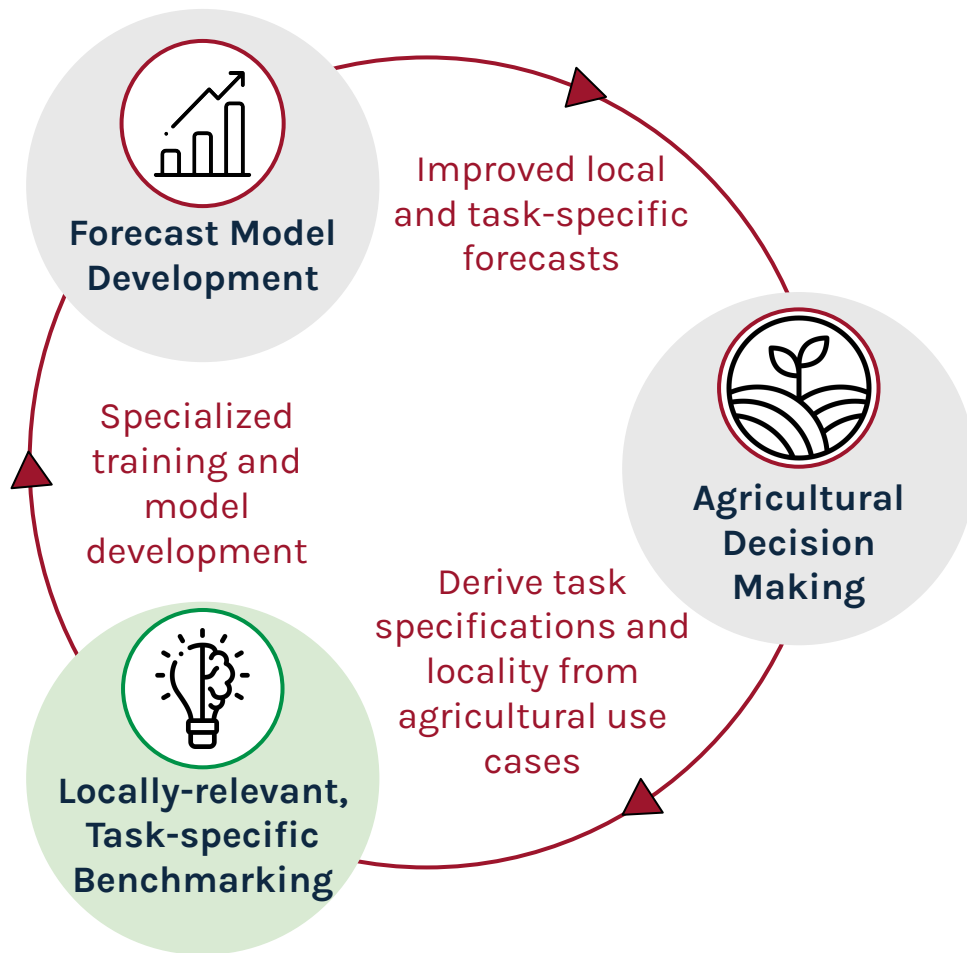 Forecast Model
Development
Improved local
and task-specific
forecasts
Agricultural
Decision
Making
Derive task
specifications and
locality from
agricultural use
cases
Locally-relevant,
Task-specific
Benchmarking
Specialized
training and
model
development